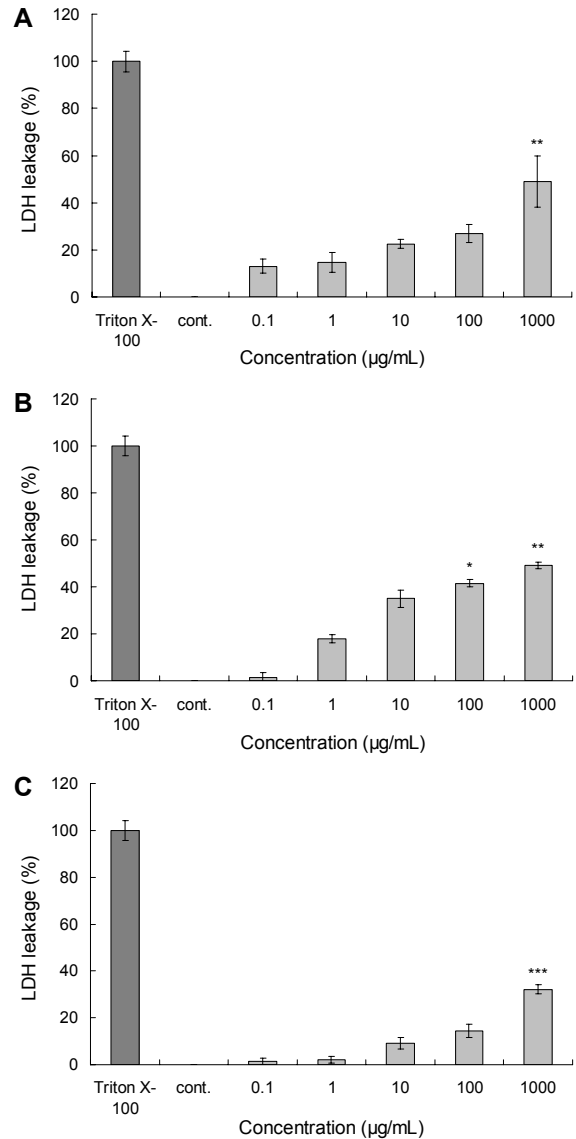 A
120
100
80
60
40
20
0
LDH leakage (%)
**
Triton X-
100
cont.
0.1
1
10
100
1000
Concentration (µg/mL)
B
120
100
80
60
40
20
0
LDH leakage (%)
*
**
Triton X-
100
cont.
0.1
1
10
100
1000
Concentration (µg/mL)
C
120
100
80
60
40
20
0
LDH leakage (%)
***
Triton X-
100
cont.
0.1
1
10
100
1000
Concentration (µg/mL)